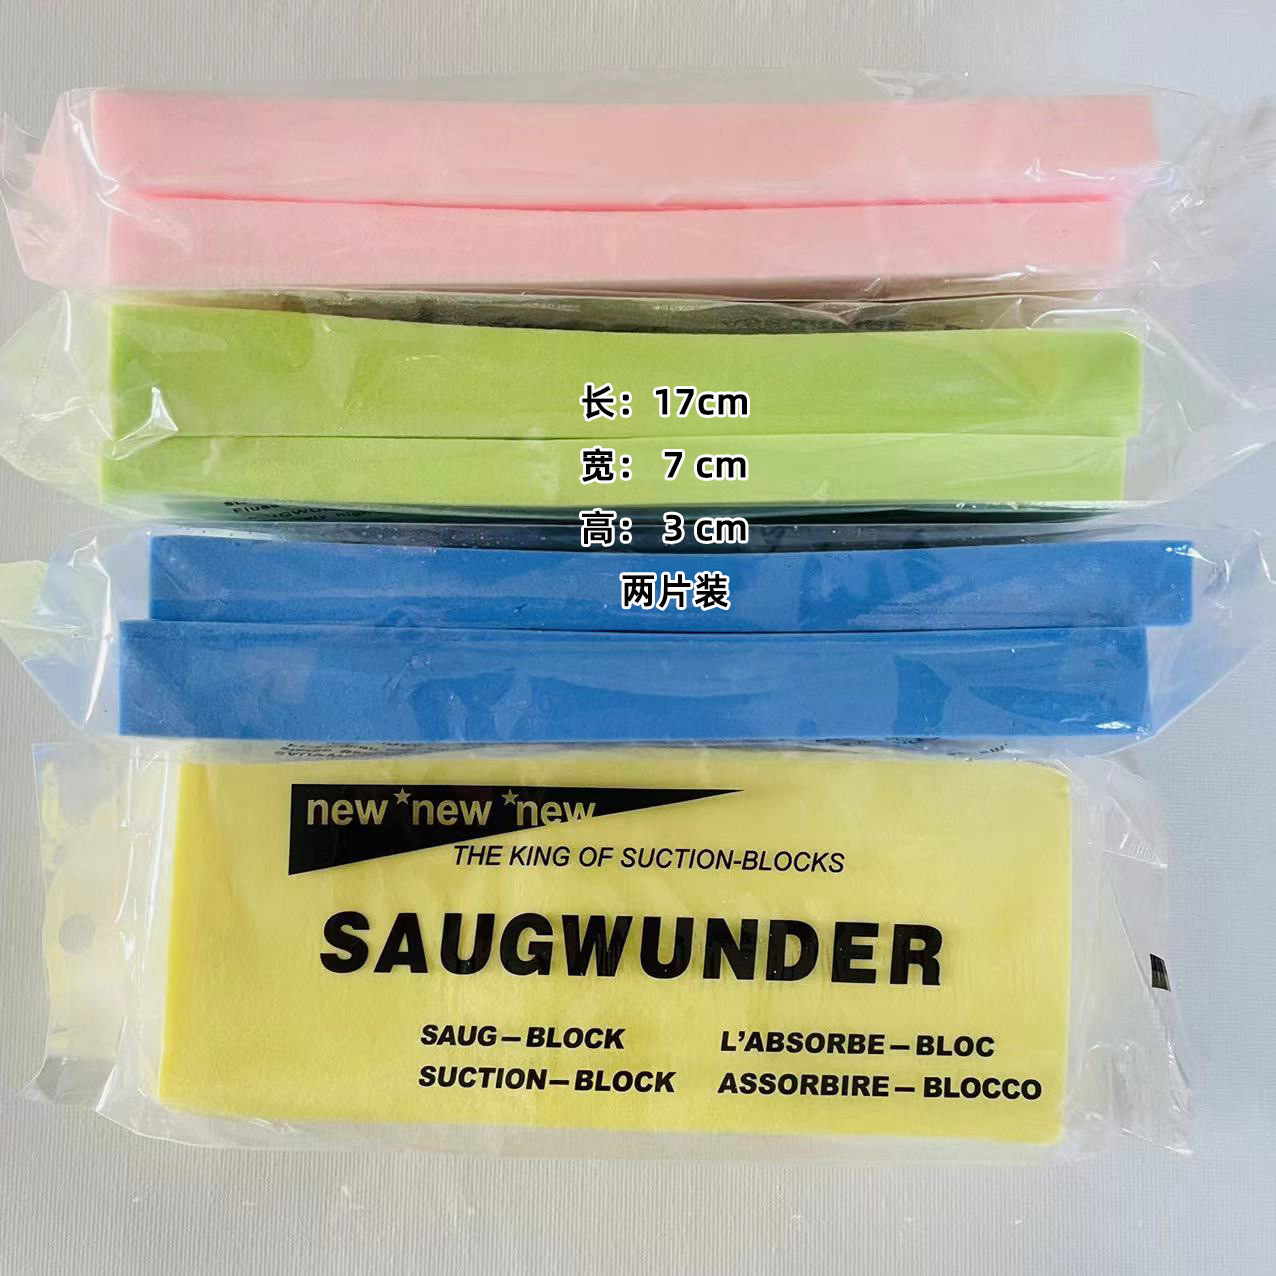 长：17cm
宽：7 cm
高：3 cm
两片装
new new new
THE KING OF SUCTION-BLOCKS
SAUGWUNDER
SAUG-BLOCK L'ABSORBE-BLOC
SUCTION-BLOCK ASSORBIRE-BLOCCO